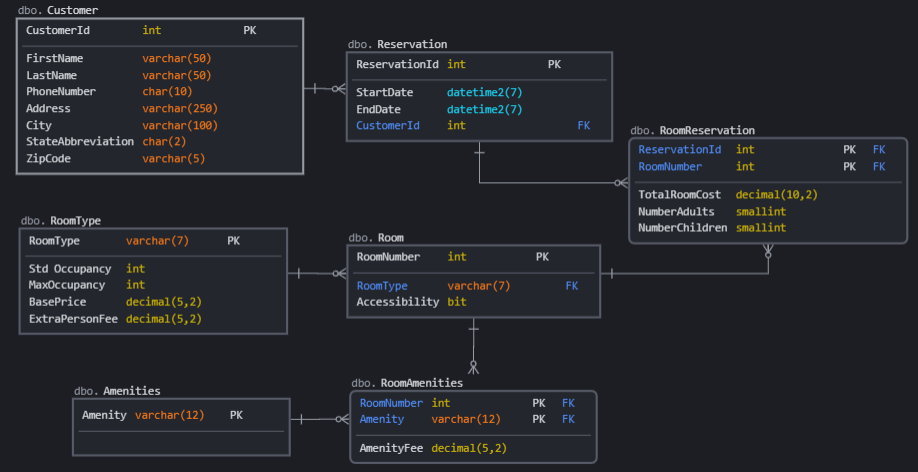 dbo. Customer
CustomerId int PK
FirstName varchar(50)
LastName varchar(50)
PhoneNumber char(10)
Address varchar(250)
City varchar(100)
StateAbbreviation char(2)
ZipCode varchar(5)
dbo. Reservation
ReservationId int PK
StartDate datetime2(7)
EndDate datetime2(7)
CustomerId int FK
dbo. RoomReservation
ReservationId int PK FK
RoomNumber int PK FK
TotalRoomCost decimal(10,2)
NumberAdults smallint
NumberChildren smallint
dbo. RoomType
RoomType varchar(7) PK
Std Occupancy int
MaxOccupancy int
BasePrice decimal(5,2)
ExtraPersonFee decimal(5,2)
dbo. Room
RoomNumber int PK
RoomType varchar(7) FK
Accessibility bit
dbo. Amenities
Amenity varchar(12) PK
dbo. RoomAmenities
RoomNumber int PK FK
Amenity varchar(12) PK FK
AmenityFee decimal(5,2)